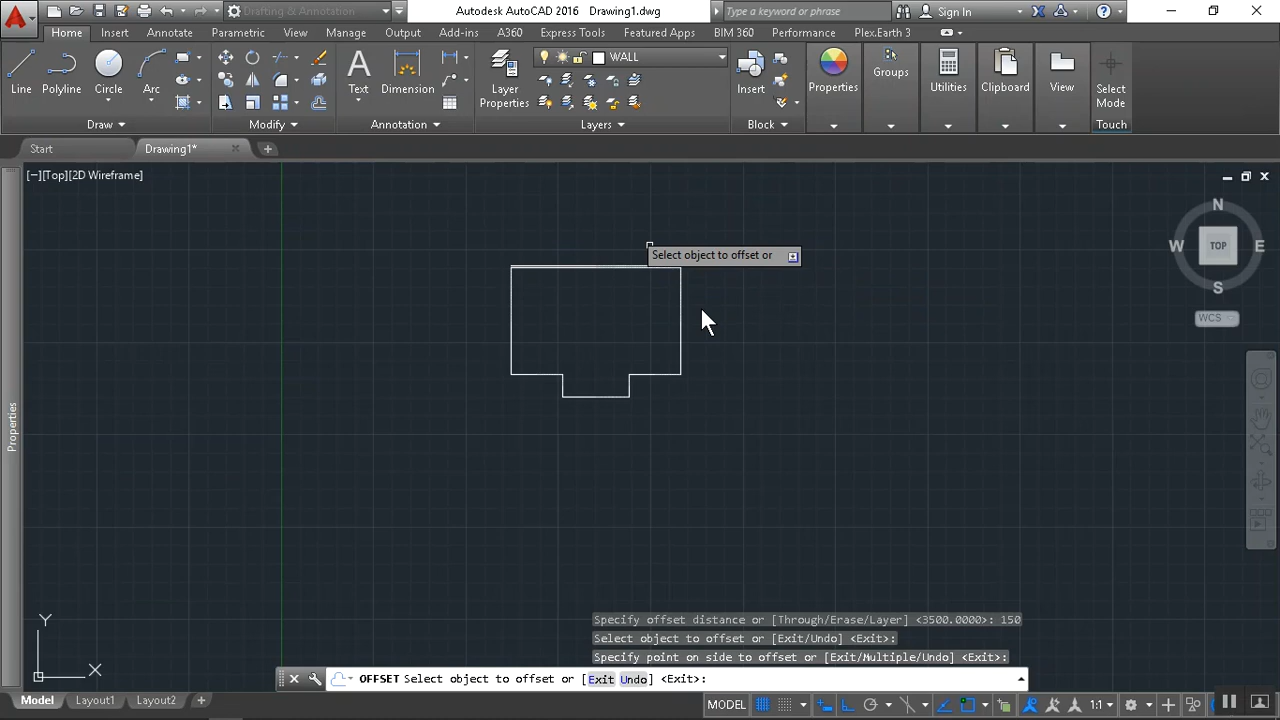 Drafting & Annotation
Autodesk AutoCAD 2016 Drawing1.dwg
Type a keyword or phrase
Sign In
Home Insert Annotate Parametric View Manage Output Add-ins A360 Express Tools Featured Apps BIM 360 Performance Plex.Earth 3
Line Polyline Circle Arc Text Dimension Layer Properties WALL Insert Properties Groups Utilities Clipboard View Select Mode
Draw Modify Annotation Layers Block Touch
Start Drawing1*
[−][Top][2D Wireframe]
N
W TOP E
S
WCS
Select object to offset or
Properties
Y
X
Specify offset distance or [Through/Erase/Layer] <3500.0000>: 150
Select object to offset or [Exit/Undo] <Exit>:
Specify point on side to offset or [Exit/Multiple/Undo] <Exit>:
OFFSET Select object to offset or [Exit Undo] <Exit>:
Model Layout1 Layout2
MODEL 1:1